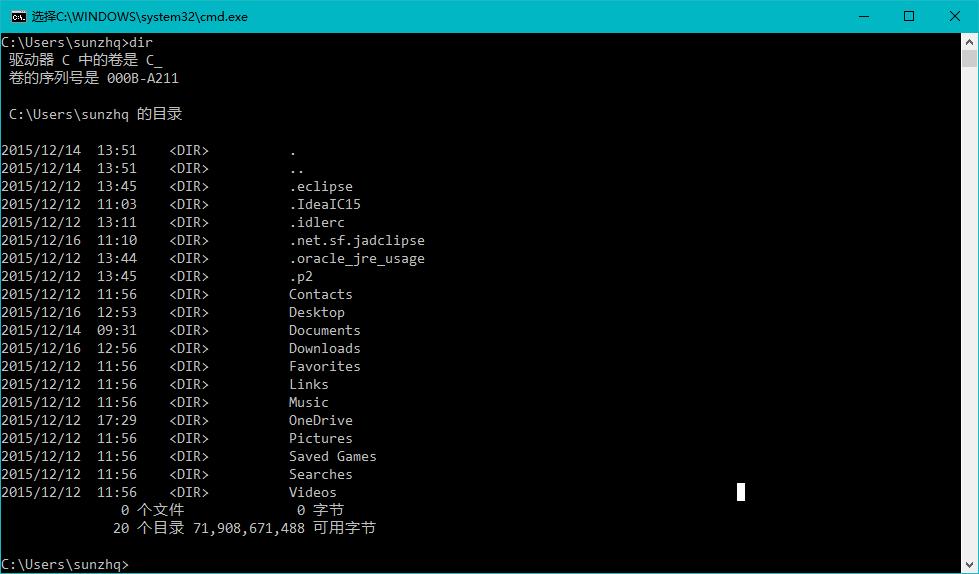 选择C:\WINDOWS\system32\cmd.exe
C:\Users\sunzhq>dir
 驱动器 C 中的卷是 C_
 卷的序列号是 000B-A211

 C:\Users\sunzhq 的目录

2015/12/14  13:51    <DIR>          .
2015/12/14  13:51    <DIR>          ..
2015/12/12  13:45    <DIR>          .eclipse
2015/12/12  11:03    <DIR>          .IdeaIC15
2015/12/12  13:11    <DIR>          .idlerc
2015/12/16  11:10    <DIR>          .net.sf.jadclipse
2015/12/12  13:44    <DIR>          .oracle_jre_usage
2015/12/12  13:45    <DIR>          .p2
2015/12/12  11:56    <DIR>          Contacts
2015/12/16  12:53    <DIR>          Desktop
2015/12/14  09:31    <DIR>          Documents
2015/12/16  12:56    <DIR>          Downloads
2015/12/12  11:56    <DIR>          Favorites
2015/12/12  11:56    <DIR>          Links
2015/12/12  11:56    <DIR>          Music
2015/12/12  17:29    <DIR>          OneDrive
2015/12/12  11:56    <DIR>          Pictures
2015/12/12  11:56    <DIR>          Saved Games
2015/12/12  11:56    <DIR>          Searches
2015/12/12  11:56    <DIR>          Videos
               0 个文件              0 字节
              20 个目录 71,908,671,488 可用字节

C:\Users\sunzhq>